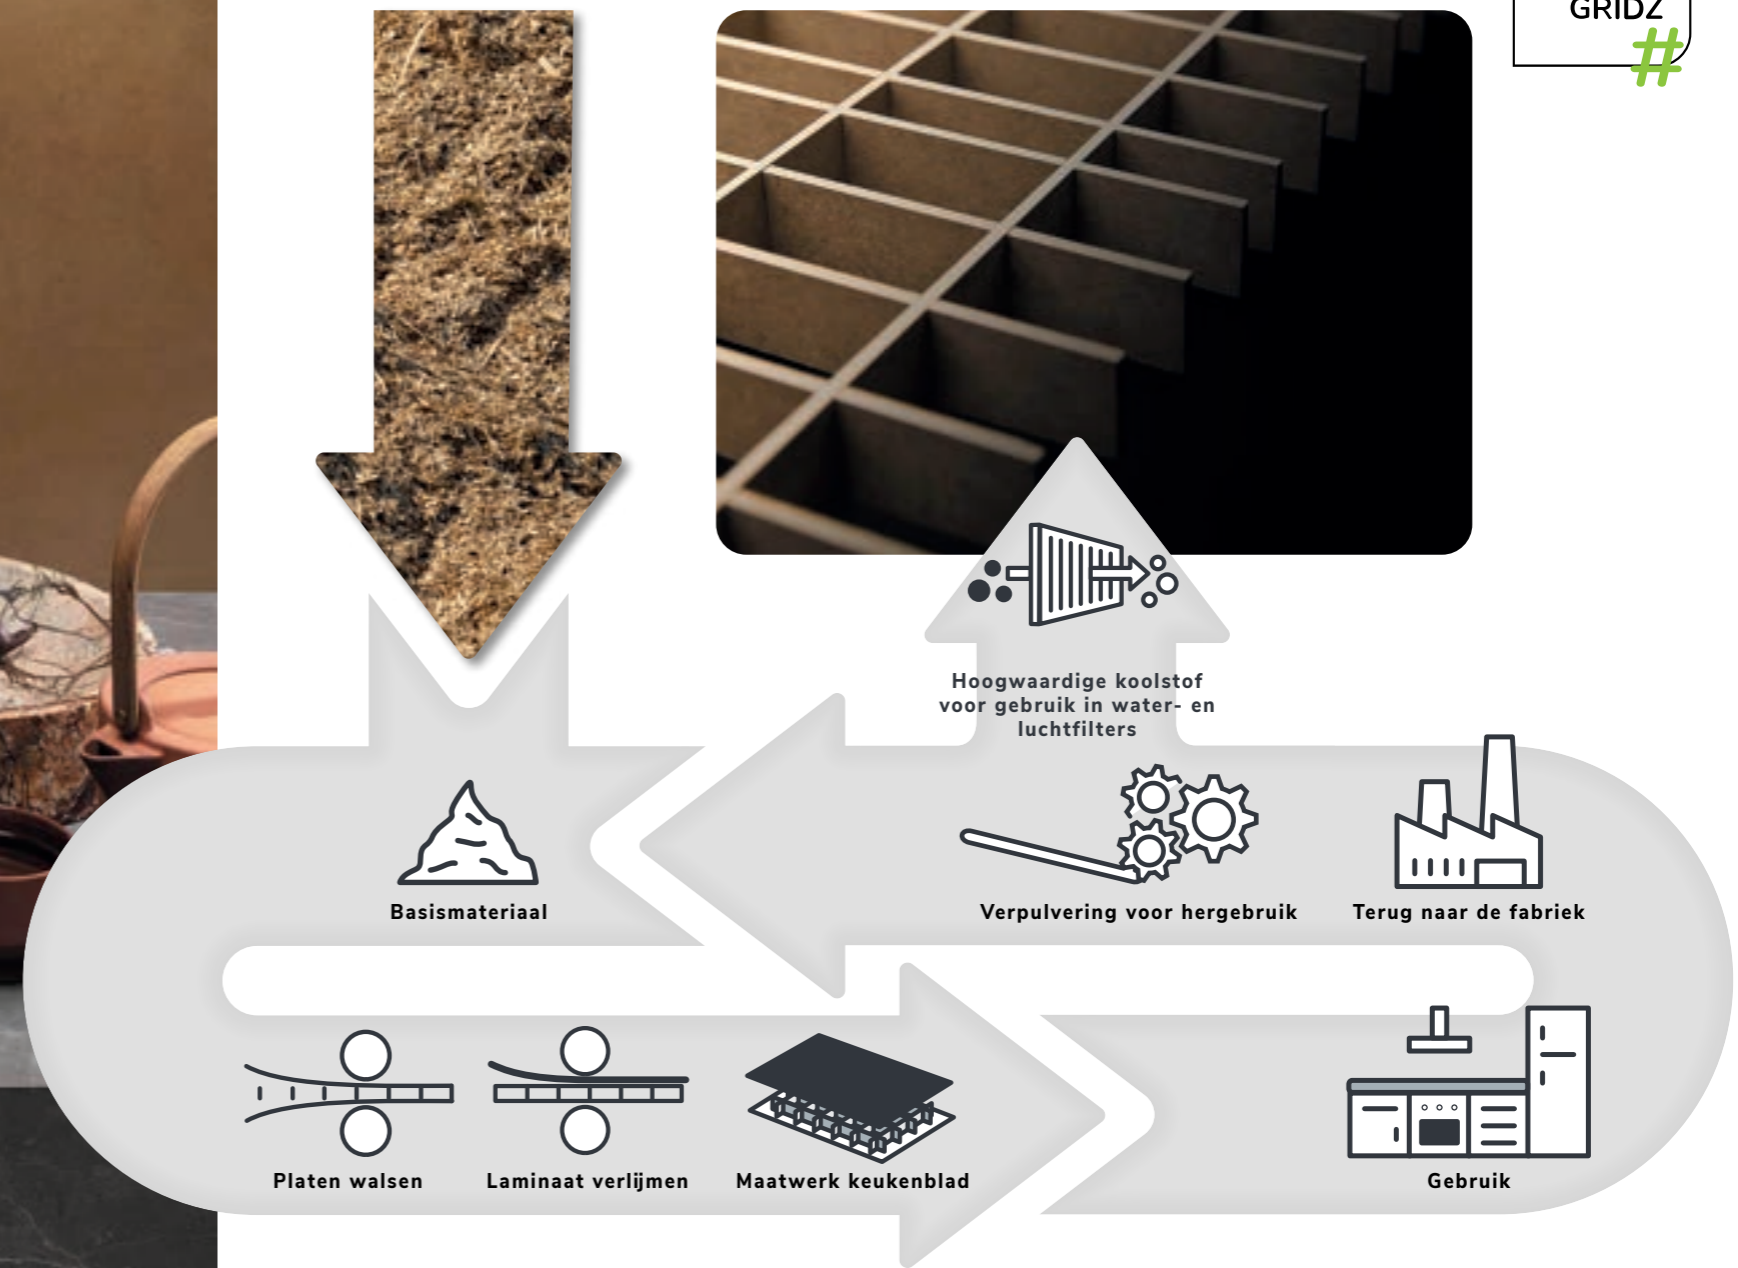 GRIDZ
#
Hoogwaardige koolstof
voor gebruik in water- en
luchtfilters
Basismateriaal
Verpulvering voor hergebruik
Terug naar de fabriek
Platen walsen
Laminaat verlijmen
Maatwerk keukenblad
Gebruik